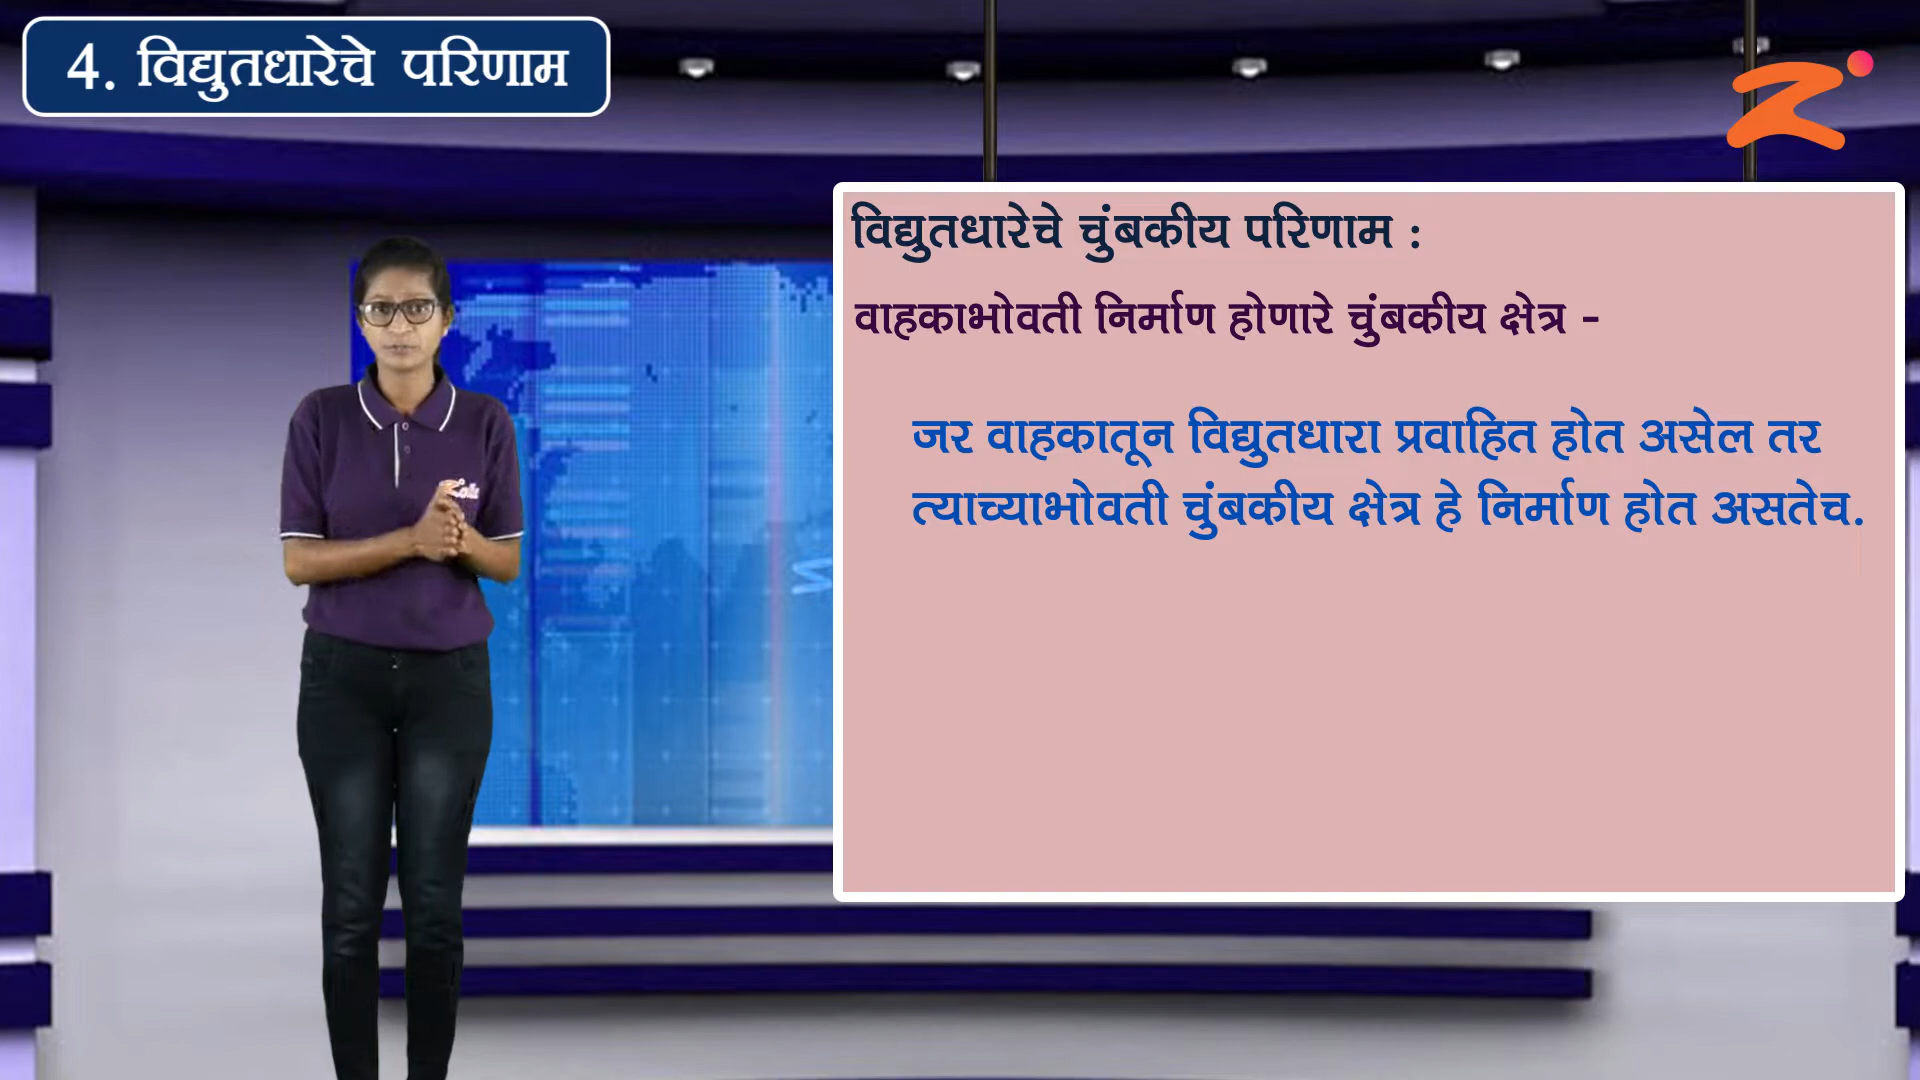 4. विद्युतधारेचे परिणाम
विद्युतधारेचे चुंबकीय परिणाम :
वाहकाभोवती निर्माण होणारे चुंबकीय क्षेत्र -
जर वाहकातून विद्युतधारा प्रवाहित होत असेल तर
त्याच्याभोवती चुंबकीय क्षेत्र हे निर्माण होत असतेच.